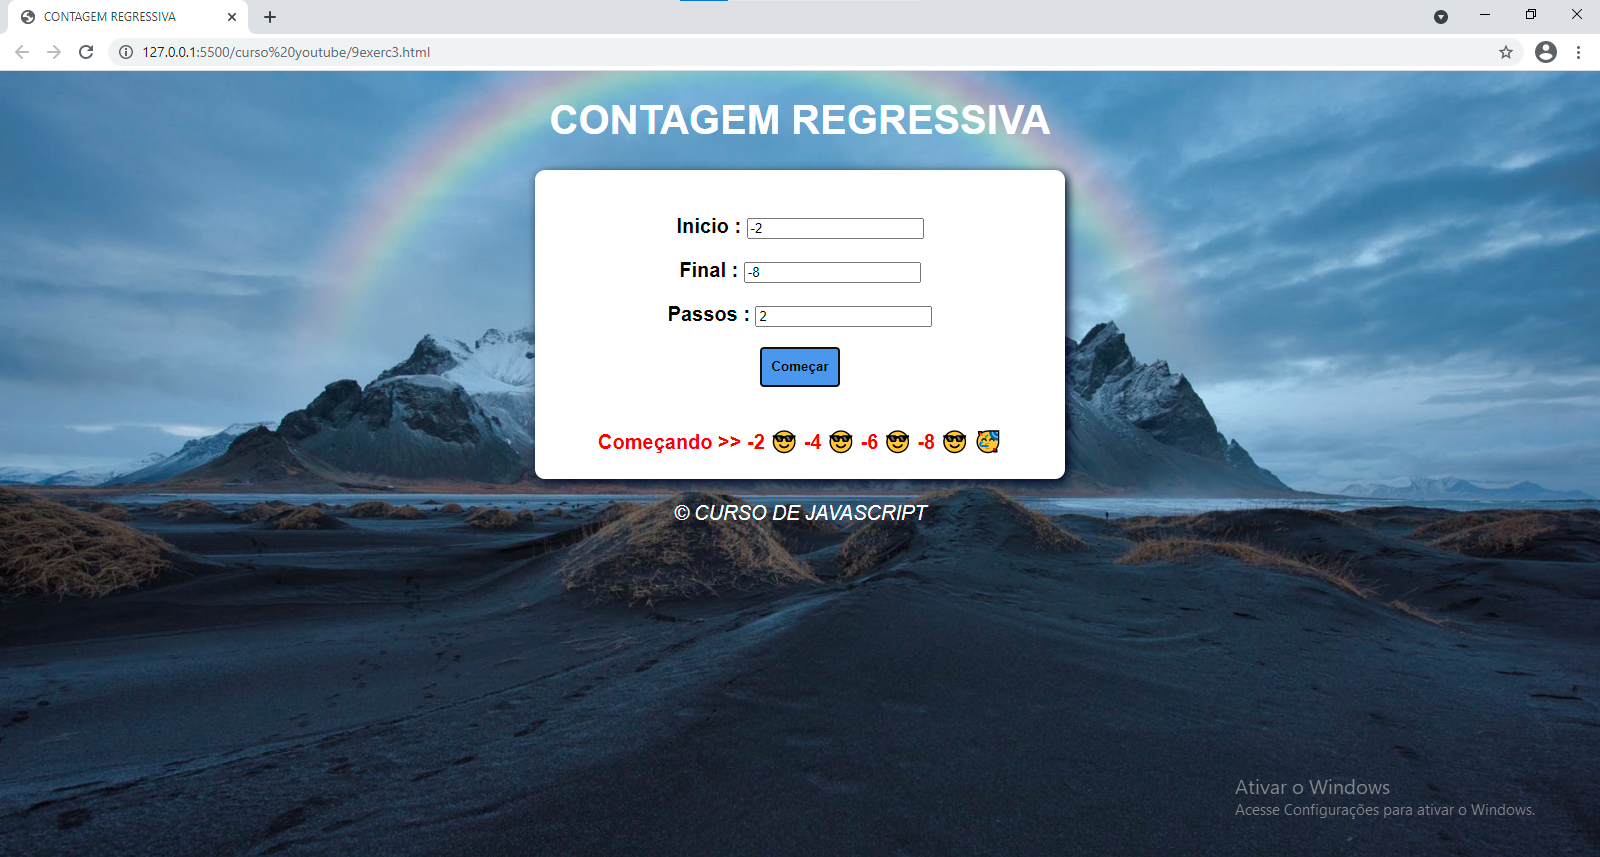 CONTAGEM REGRESSIVA
127.0.0.1:5500/curso%20youtube/9exerc3.html
CONTAGEM REGRESSIVA
Inicio : -2
Final : -8
Passos : 2
Começar
Começando >> -2 😎 -4 😎 -6 😎 -8 😎 🥳
© CURSO DE JAVASCRIPT
Ativar o Windows
Acesse Configurações para ativar o Windows.